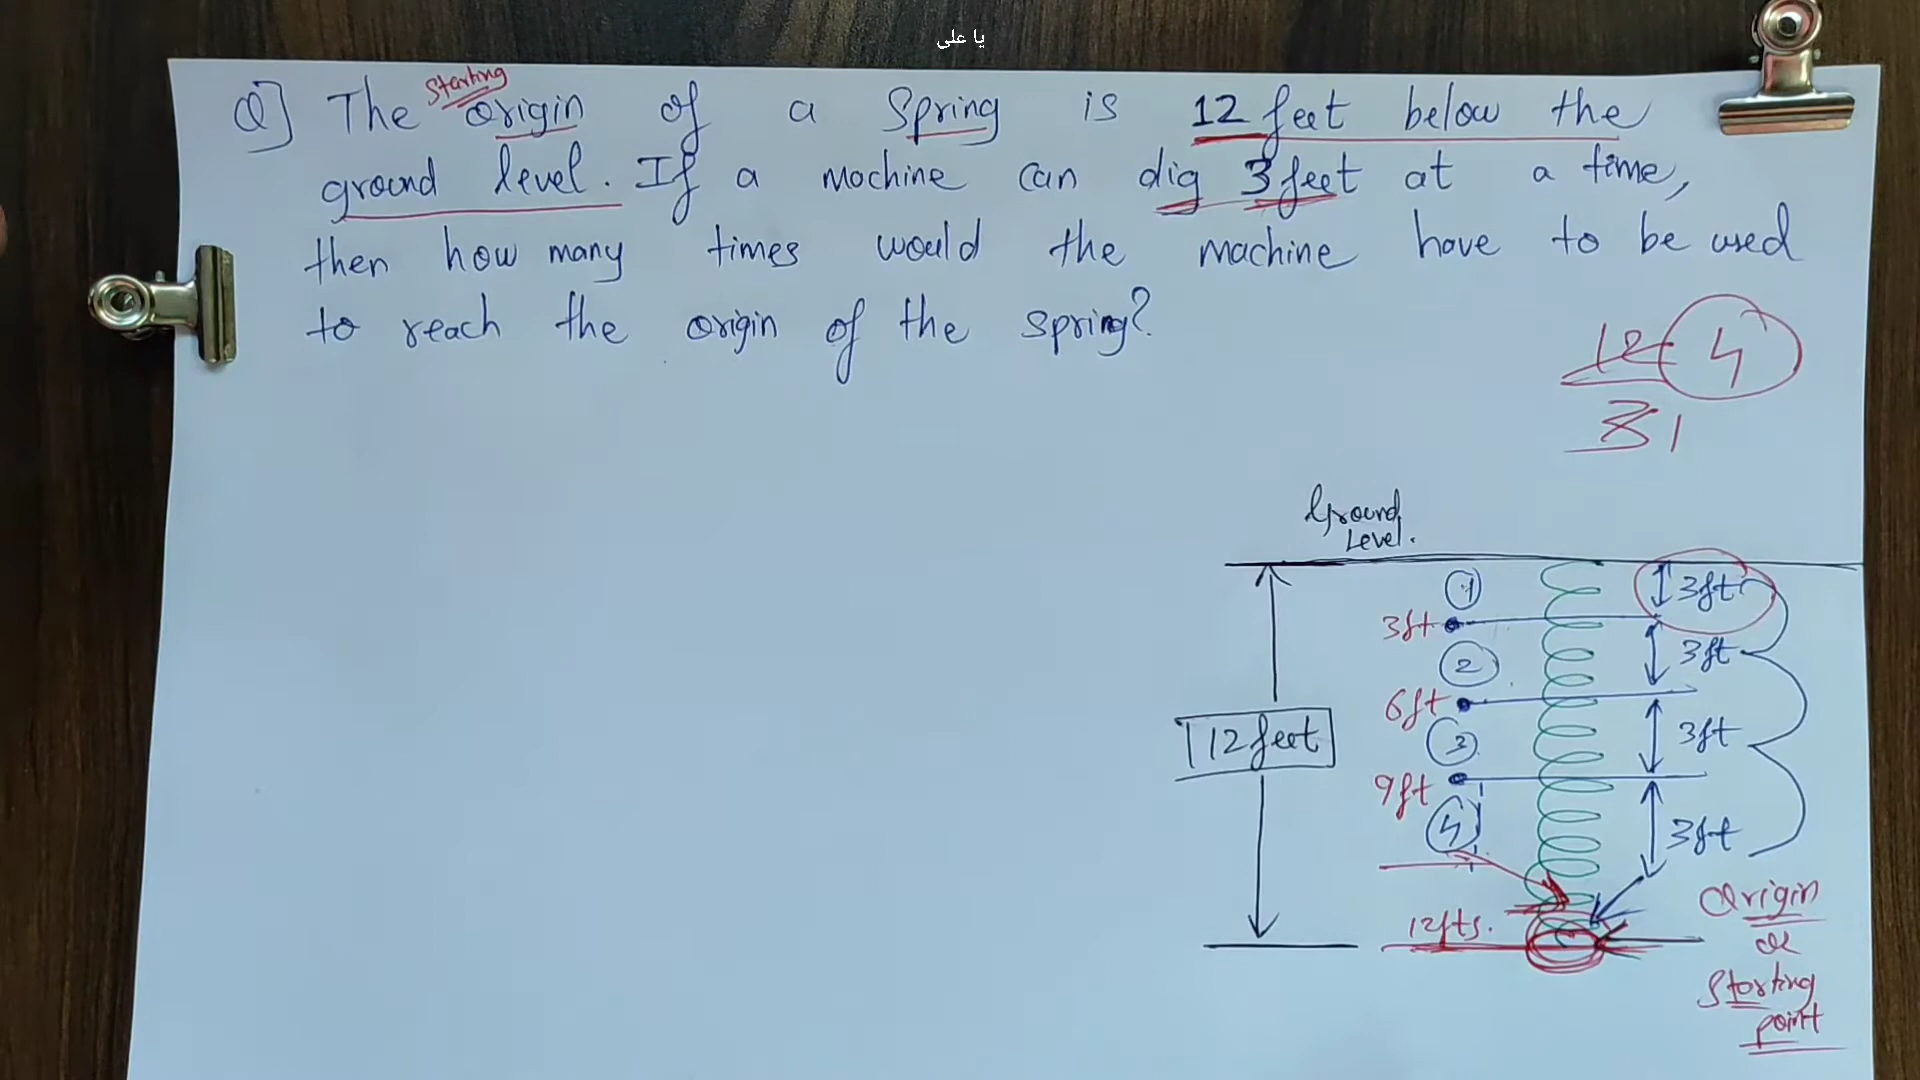 يا على
Starting
Q] The origin of a Spring is 12 feet below the
ground level. If a machine can dig 3 feet at a time,
then how many times would the machine have to be used
to reach the origin of the spring?
12 4
3 1
Ground
Level.
1 3ft
3ft
2 3ft
6ft
12 feet 3 3ft
9ft
4 3ft
Origin
12fts. or
Starting
point